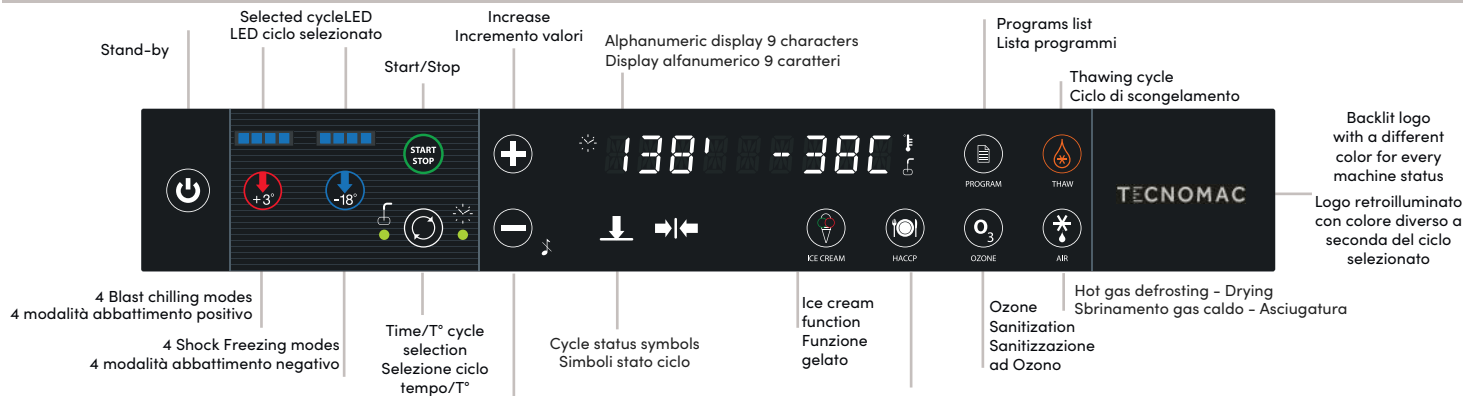 Stand-by
Selected cycleLED
LED ciclo selezionato
Start/Stop
Increase
Incremento valori
Alphanumeric display 9 characters
Display alfanumerico 9 caratteri
Programs list
Lista programmi
Thawing cycle
Ciclo di scongelamento
Backlit logo
with a different
color for every
machine status
Logo retroilluminato
con colore diverso a
seconda del ciclo
selezionato
START
STOP
+3°
-18°
138' -38C
PROGRAM
THAW
TECNOMAC
ICE CREAM
HACCP
O3
OZONE
AIR
4 Blast chilling modes
4 modalità abbattimento positivo
4 Shock Freezing modes
4 modalità abbattimento negativo
Time/T° cycle
selection
Selezione ciclo
tempo/T°
Cycle status symbols
Simboli stato ciclo
Ice cream
function
Funzione
gelato
Ozone
Sanitization
Sanitizzazione
ad Ozono
Hot gas defrosting - Drying
Sbrinamento gas caldo - Asciugatura